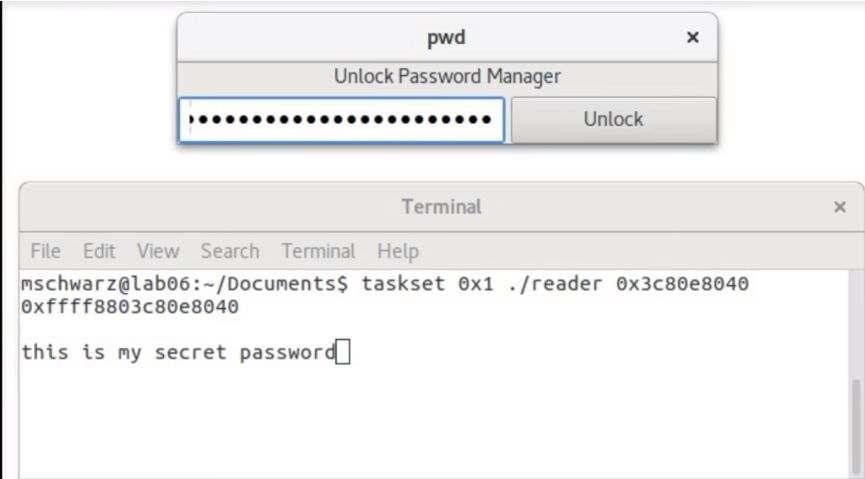 pwd
Unlock Password Manager
••••••••••••••••••••••• Unlock
Terminal
File Edit View Search Terminal Help
mschwarz@lab06:~/Documents$ taskset 0x1 ./reader 0x3c80e8040
0xffff8803c80e8040
this is my secret password